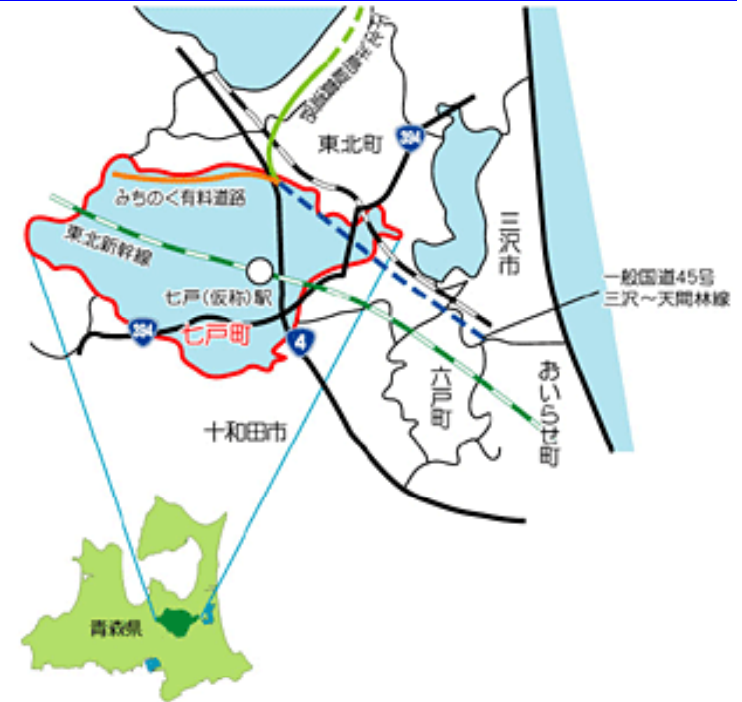 394
東北町
みちのく有料道路
三沢市
東北新幹線
一般国道45号
三沢～天間林線
七戸(仮称)駅
394
七戸町
4
六戸町
おいらせ町
十和田市
青森県